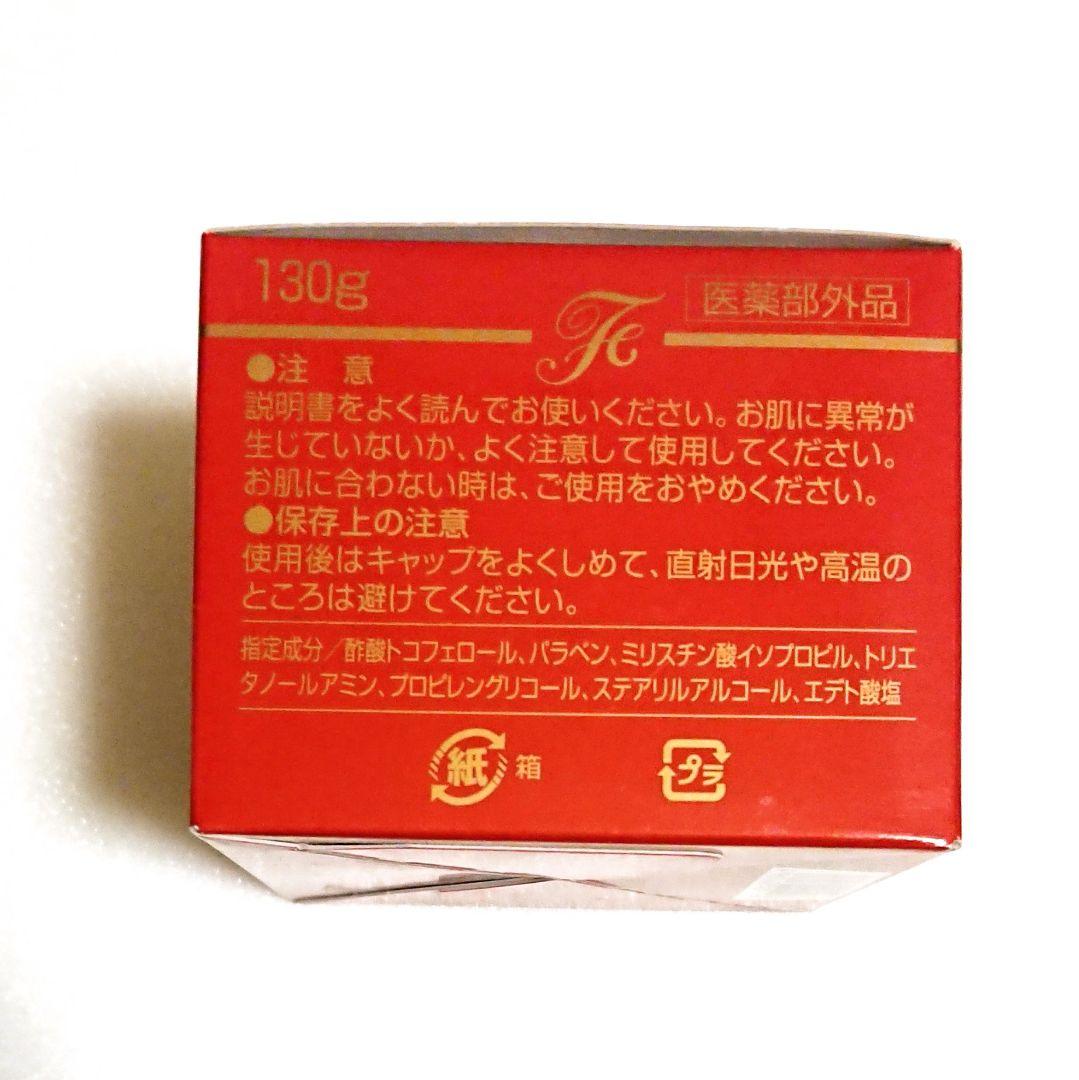 130g
医薬部外品
●注 意
説明書をよく読んでお使いください。お肌に異常が
生じていないか、よく注意して使用してください。
お肌に合わない時は、ご使用をおやめください。
●保存上の注意
使用後はキャップをよくしめて、直射日光や高温の
ところは避けてください。
指定成分／酢酸トコフェロール、パラベン、ミリスチン酸イソプロピル、トリエ
タノールアミン、プロピレングリコール、ステアリルアルコール、エデト酸塩
紙 箱
プラ